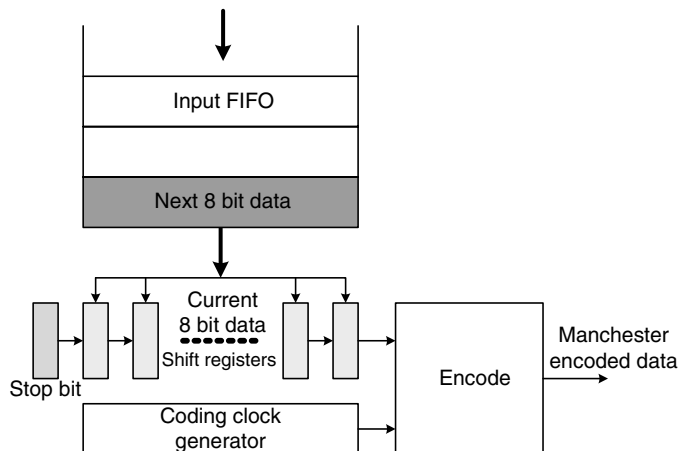 Input FIFO
Next 8 bit data
Current
8 bit data
Shift registers
Stop bit
Encode
Manchester
encoded data
Coding clock
generator